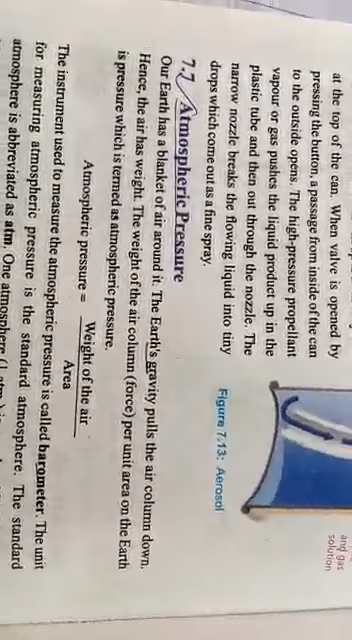 at the top of the can. When valve is opened by
pressing the button, a passage from inside of the can
to the outside opens. The high-pressure propellant
vapour or gas pushes the liquid product up in the
plastic tube and then out through the nozzle. The
narrow nozzle breaks the flowing liquid into tiny
drops which come out as a fine spray.
and gas
solution
Figure 7.13: Aerosol
7.7 Atmospheric Pressure
Our Earth has a blanket of air around it. The Earth's gravity pulls the air column down.
Hence, the air has weight. The weight of the air column (force) per unit area on the Earth
is pressure which is termed as atmospheric pressure.
Atmospheric pressure = Weight of the air
Area
The instrument used to measure the atmospheric pressure is called barometer. The unit
for measuring atmospheric pressure is the standard atmosphere. The standard
atmosphere is abbreviated as atm. One atmosphere (1